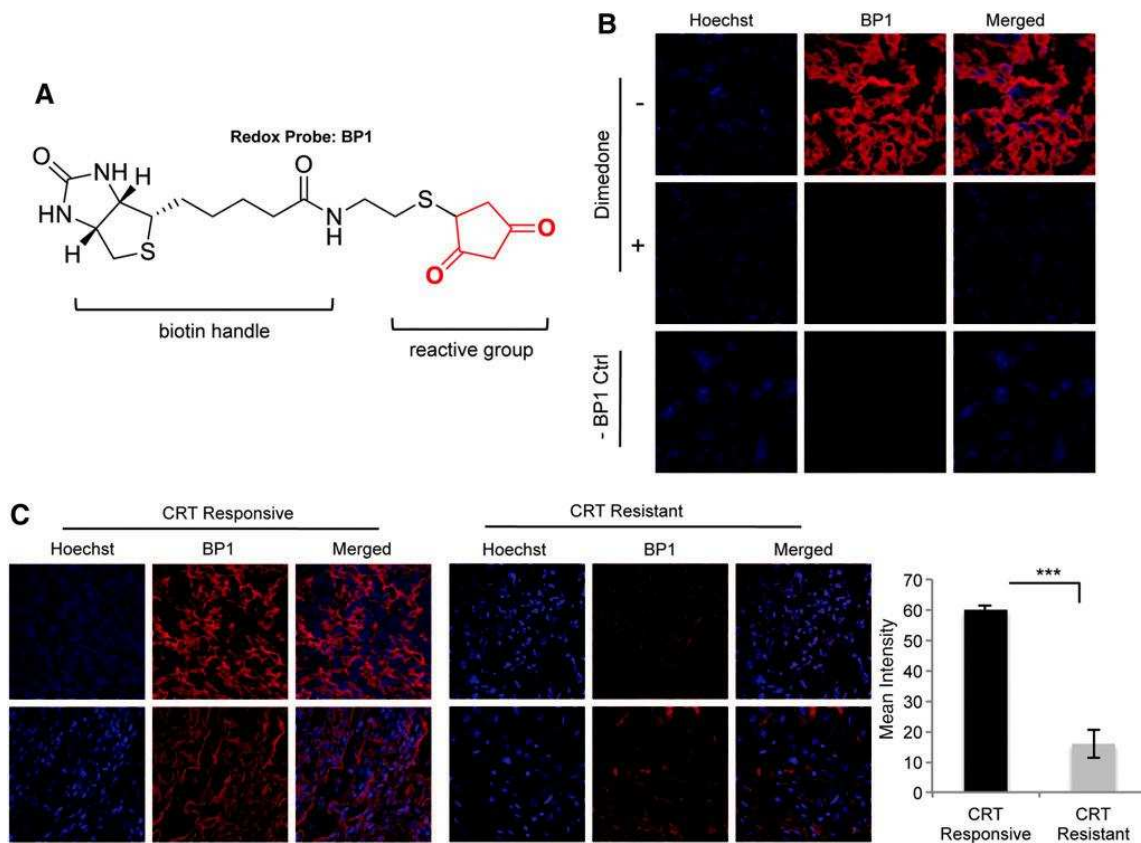 A
Redox Probe: BP1
O
NH
H
HN
H
S
O
N
H
S
O
O
biotin handle
reactive group
B
Hoechst
BP1
Merged
Dimedone
-
+
- BP1 Ctrl
C
CRT Responsive
Hoechst
BP1
Merged
CRT Resistant
Hoechst
BP1
Merged
Mean Intensity
70
60
50
40
30
20
10
0
***
CRT
Responsive
CRT
Resistant